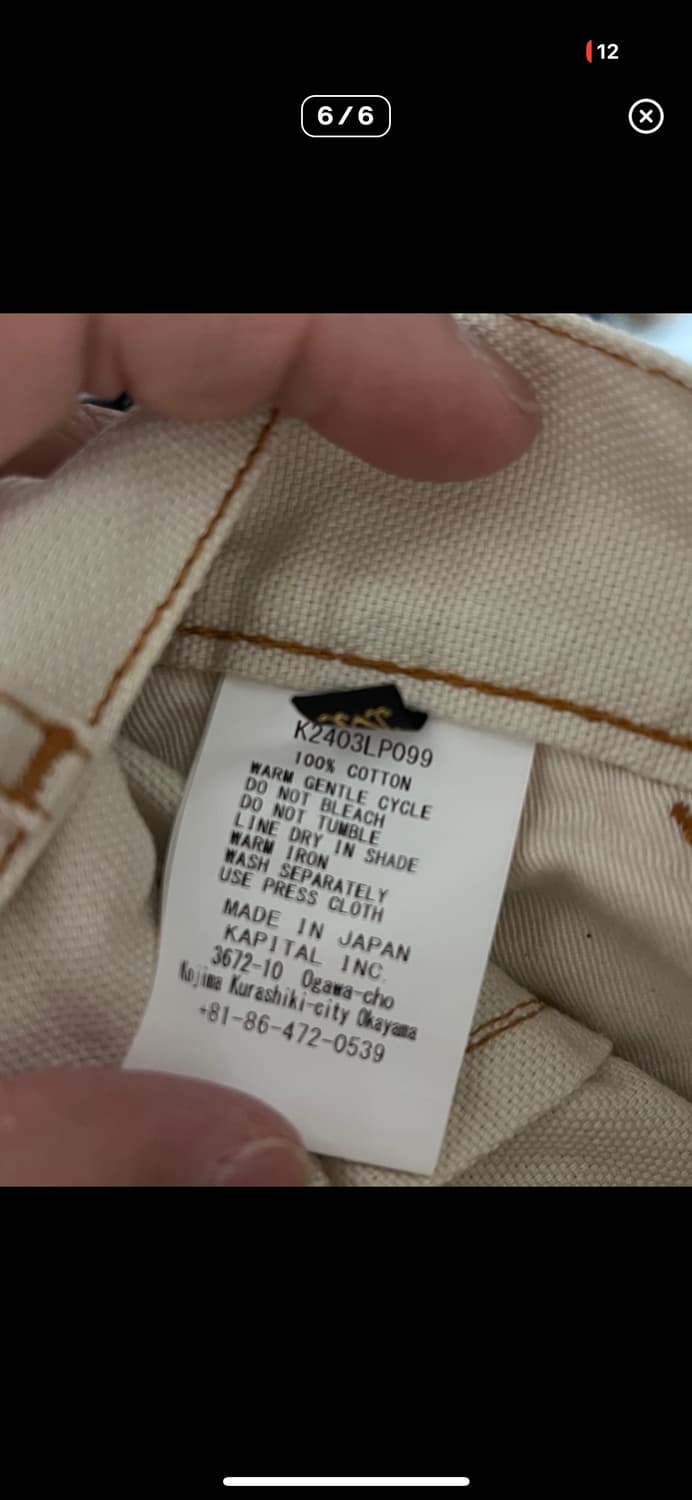 12
6/6
K2403LP099
100% COTTON
WARM GENTLE CYCLE
DO NOT BLEACH
DO NOT TUMBLE
LINE DRY IN SHADE
WARM IRON
WASH SEPARATELY
USE PRESS CLOTH
MADE IN JAPAN
KAPITAL INC.
3672-10 Ogawa-cho
Kojima Kurashiki-city Okayama
+81-86-472-0539